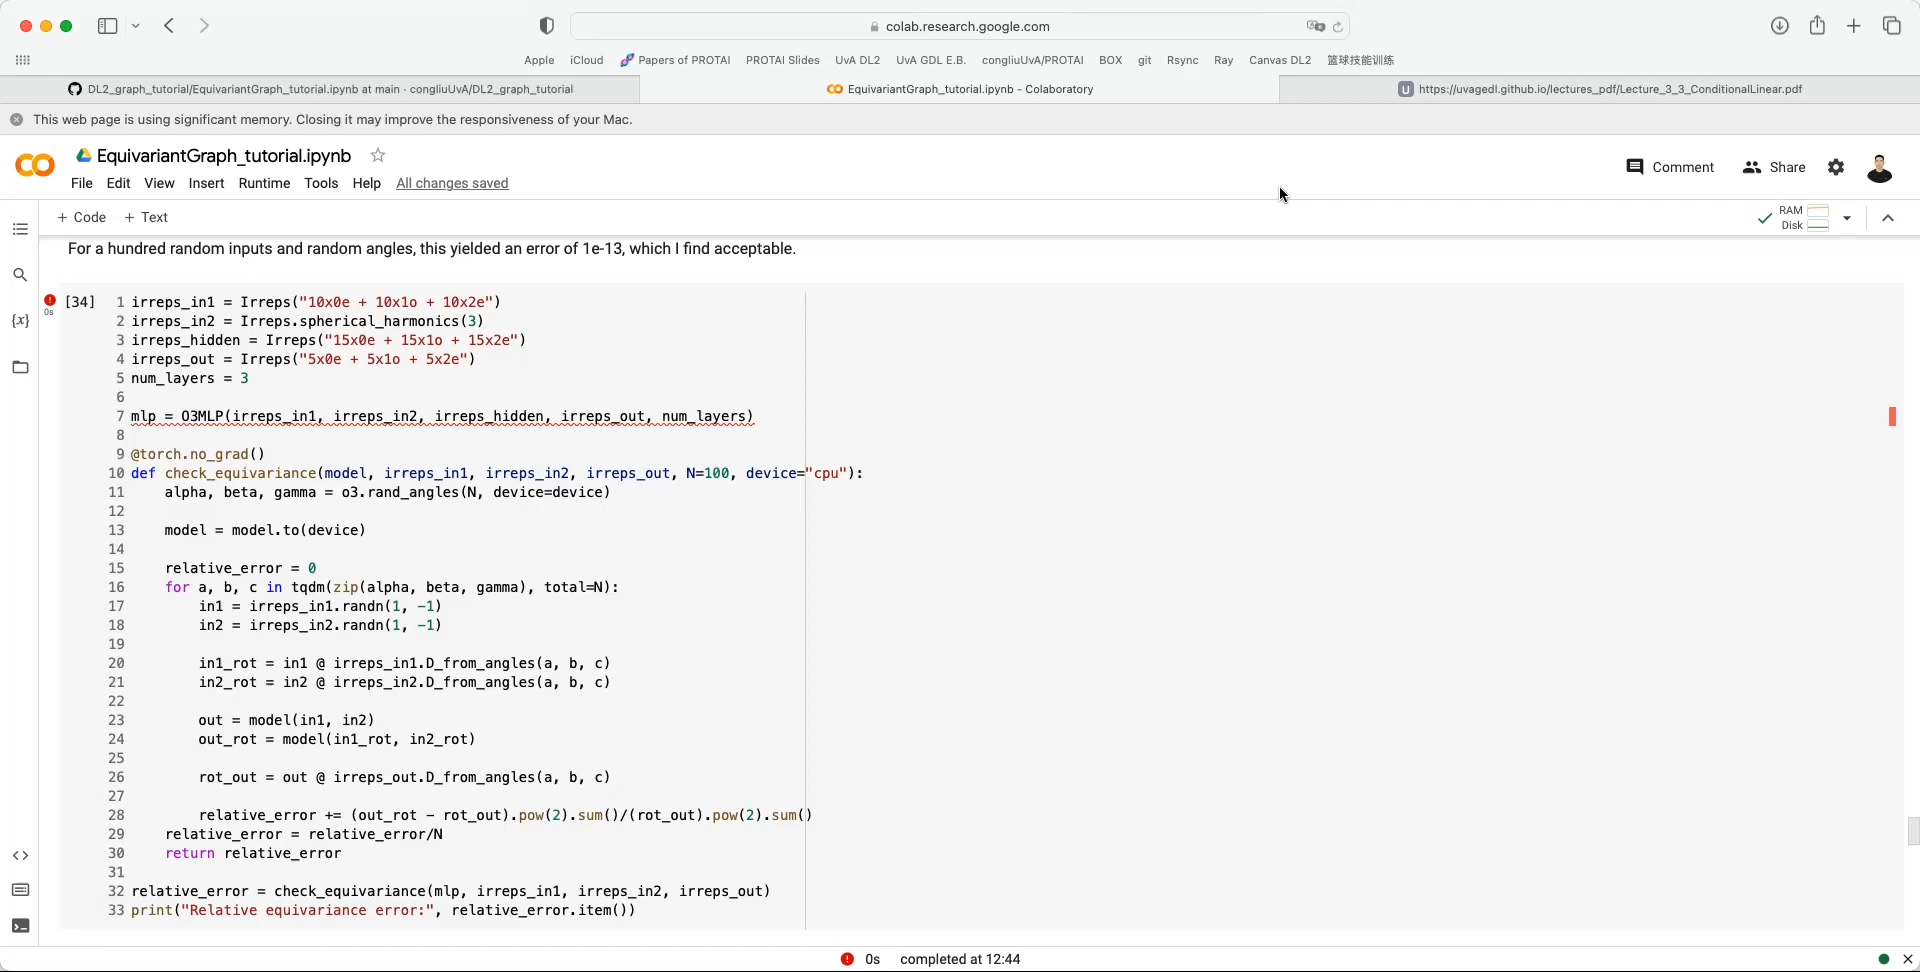 colab.research.google.com
Apple iCloud Papers of PROTAI PROTAI Slides UvA DL2 UvA GDL E.B. congliuUvA/PROTAI BOX git Rsync Ray Canvas DL2 篮球技能训练
DL2_graph_tutorial/EquivariantGraph_tutorial.ipynb at main · congliuUvA/DL2_graph_tutorial
EquivariantGraph_tutorial.ipynb - Colaboratory
U https://uvagedl.github.io/lectures_pdf/Lecture_3_3_ConditionalLinear.pdf
This web page is using significant memory. Closing it may improve the responsiveness of your Mac.
EquivariantGraph_tutorial.ipynb
Comment Share
File Edit View Insert Runtime Tools Help All changes saved
+ Code + Text
RAM
Disk
For a hundred random inputs and random angles, this yielded an error of 1e-13, which I find acceptable.
{x}
0s
[34]
1 irreps_in1 = Irreps("10x0e + 10x1o + 10x2e")
2 irreps_in2 = Irreps.spherical_harmonics(3)
3 irreps_hidden = Irreps("15x0e + 15x1o + 15x2e")
4 irreps_out = Irreps("5x0e + 5x1o + 5x2e")
5 num_layers = 3
6
7 mlp = O3MLP(irreps_in1, irreps_in2, irreps_hidden, irreps_out, num_layers)
8
9 @torch.no_grad()
10 def check_equivariance(model, irreps_in1, irreps_in2, irreps_out, N=100, device="cpu"):
11     alpha, beta, gamma = o3.rand_angles(N, device=device)
12
13     model = model.to(device)
14
15     relative_error = 0
16     for a, b, c in tqdm(zip(alpha, beta, gamma), total=N):
17         in1 = irreps_in1.randn(1, -1)
18         in2 = irreps_in2.randn(1, -1)
19
20         in1_rot = in1 @ irreps_in1.D_from_angles(a, b, c)
21         in2_rot = in2 @ irreps_in2.D_from_angles(a, b, c)
22
23         out = model(in1, in2)
24         out_rot = model(in1_rot, in2_rot)
25
26         rot_out = out @ irreps_out.D_from_angles(a, b, c)
27
28         relative_error += (out_rot - rot_out).pow(2).sum()/(rot_out).pow(2).sum()
29     relative_error = relative_error/N
30     return relative_error
31
32 relative_error = check_equivariance(mlp, irreps_in1, irreps_in2, irreps_out)
33 print("Relative equivariance error:", relative_error.item())
0s completed at 12:44